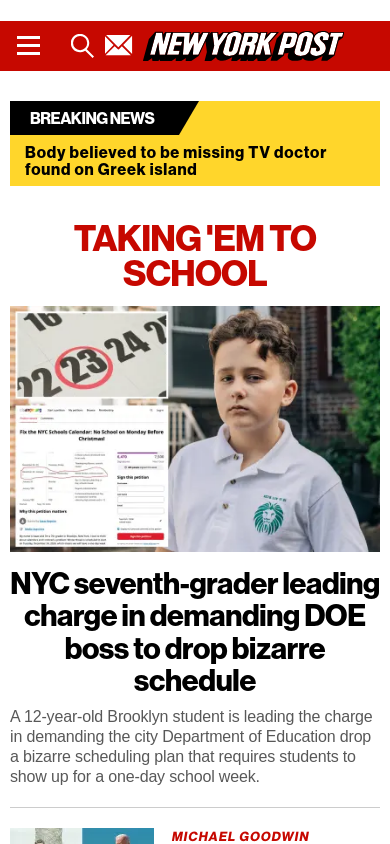 NEW YORK POST
BREAKING NEWS
Body believed to be missing TV doctor
found on Greek island
TAKING 'EM TO
SCHOOL
16
22 23 24 25
Fix the NYC Schools Calendar: No School on Monday Before
Christmas!
Why this petition matters
Sign this petition
NYC seventh-grader leading
charge in demanding DOE
boss to drop bizarre
schedule
A 12-year-old Brooklyn student is leading the charge
in demanding the city Department of Education drop
a bizarre scheduling plan that requires students to
show up for a one-day school week.
MICHAEL GOODWIN